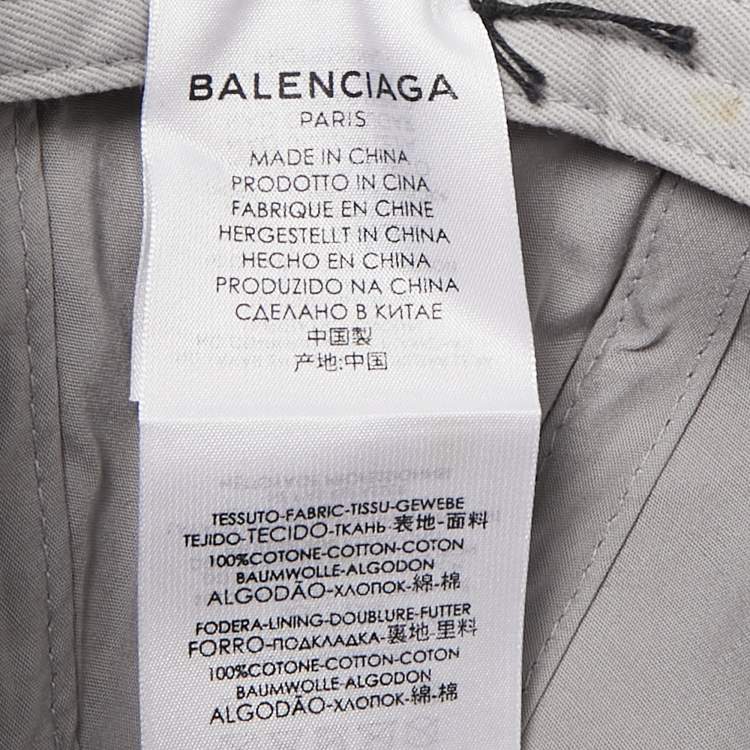 BALENCIAGA
PARIS
MADE IN CHINA
PRODOTTO IN CINA
FABRIQUE EN CHINE
HERGESTELLT IN CHINA
HECHO EN CHINA
PRODUZIDO NA CHINA
СДЕЛАНО В КИТАЕ
中国製
产地:中国
TESSUTO-FABRIC-TISSU-GEWEBE
TEJIDO-TECIDO-ТКАНЬ-表地-面料
100%COTONE-COTTON-COTON
BAUMWOLLE-ALGODON
ALGODÃO-ХЛОПОК-綿-棉
FODERA-LINING-DOUBLURE-FUTTER
FORRO-ПОДКЛАДКА-裏地-里料
100%COTONE-COTTON-COTON
BAUMWOLLE-ALGODON
ALGODÃO-ХЛОПОК-綿-棉